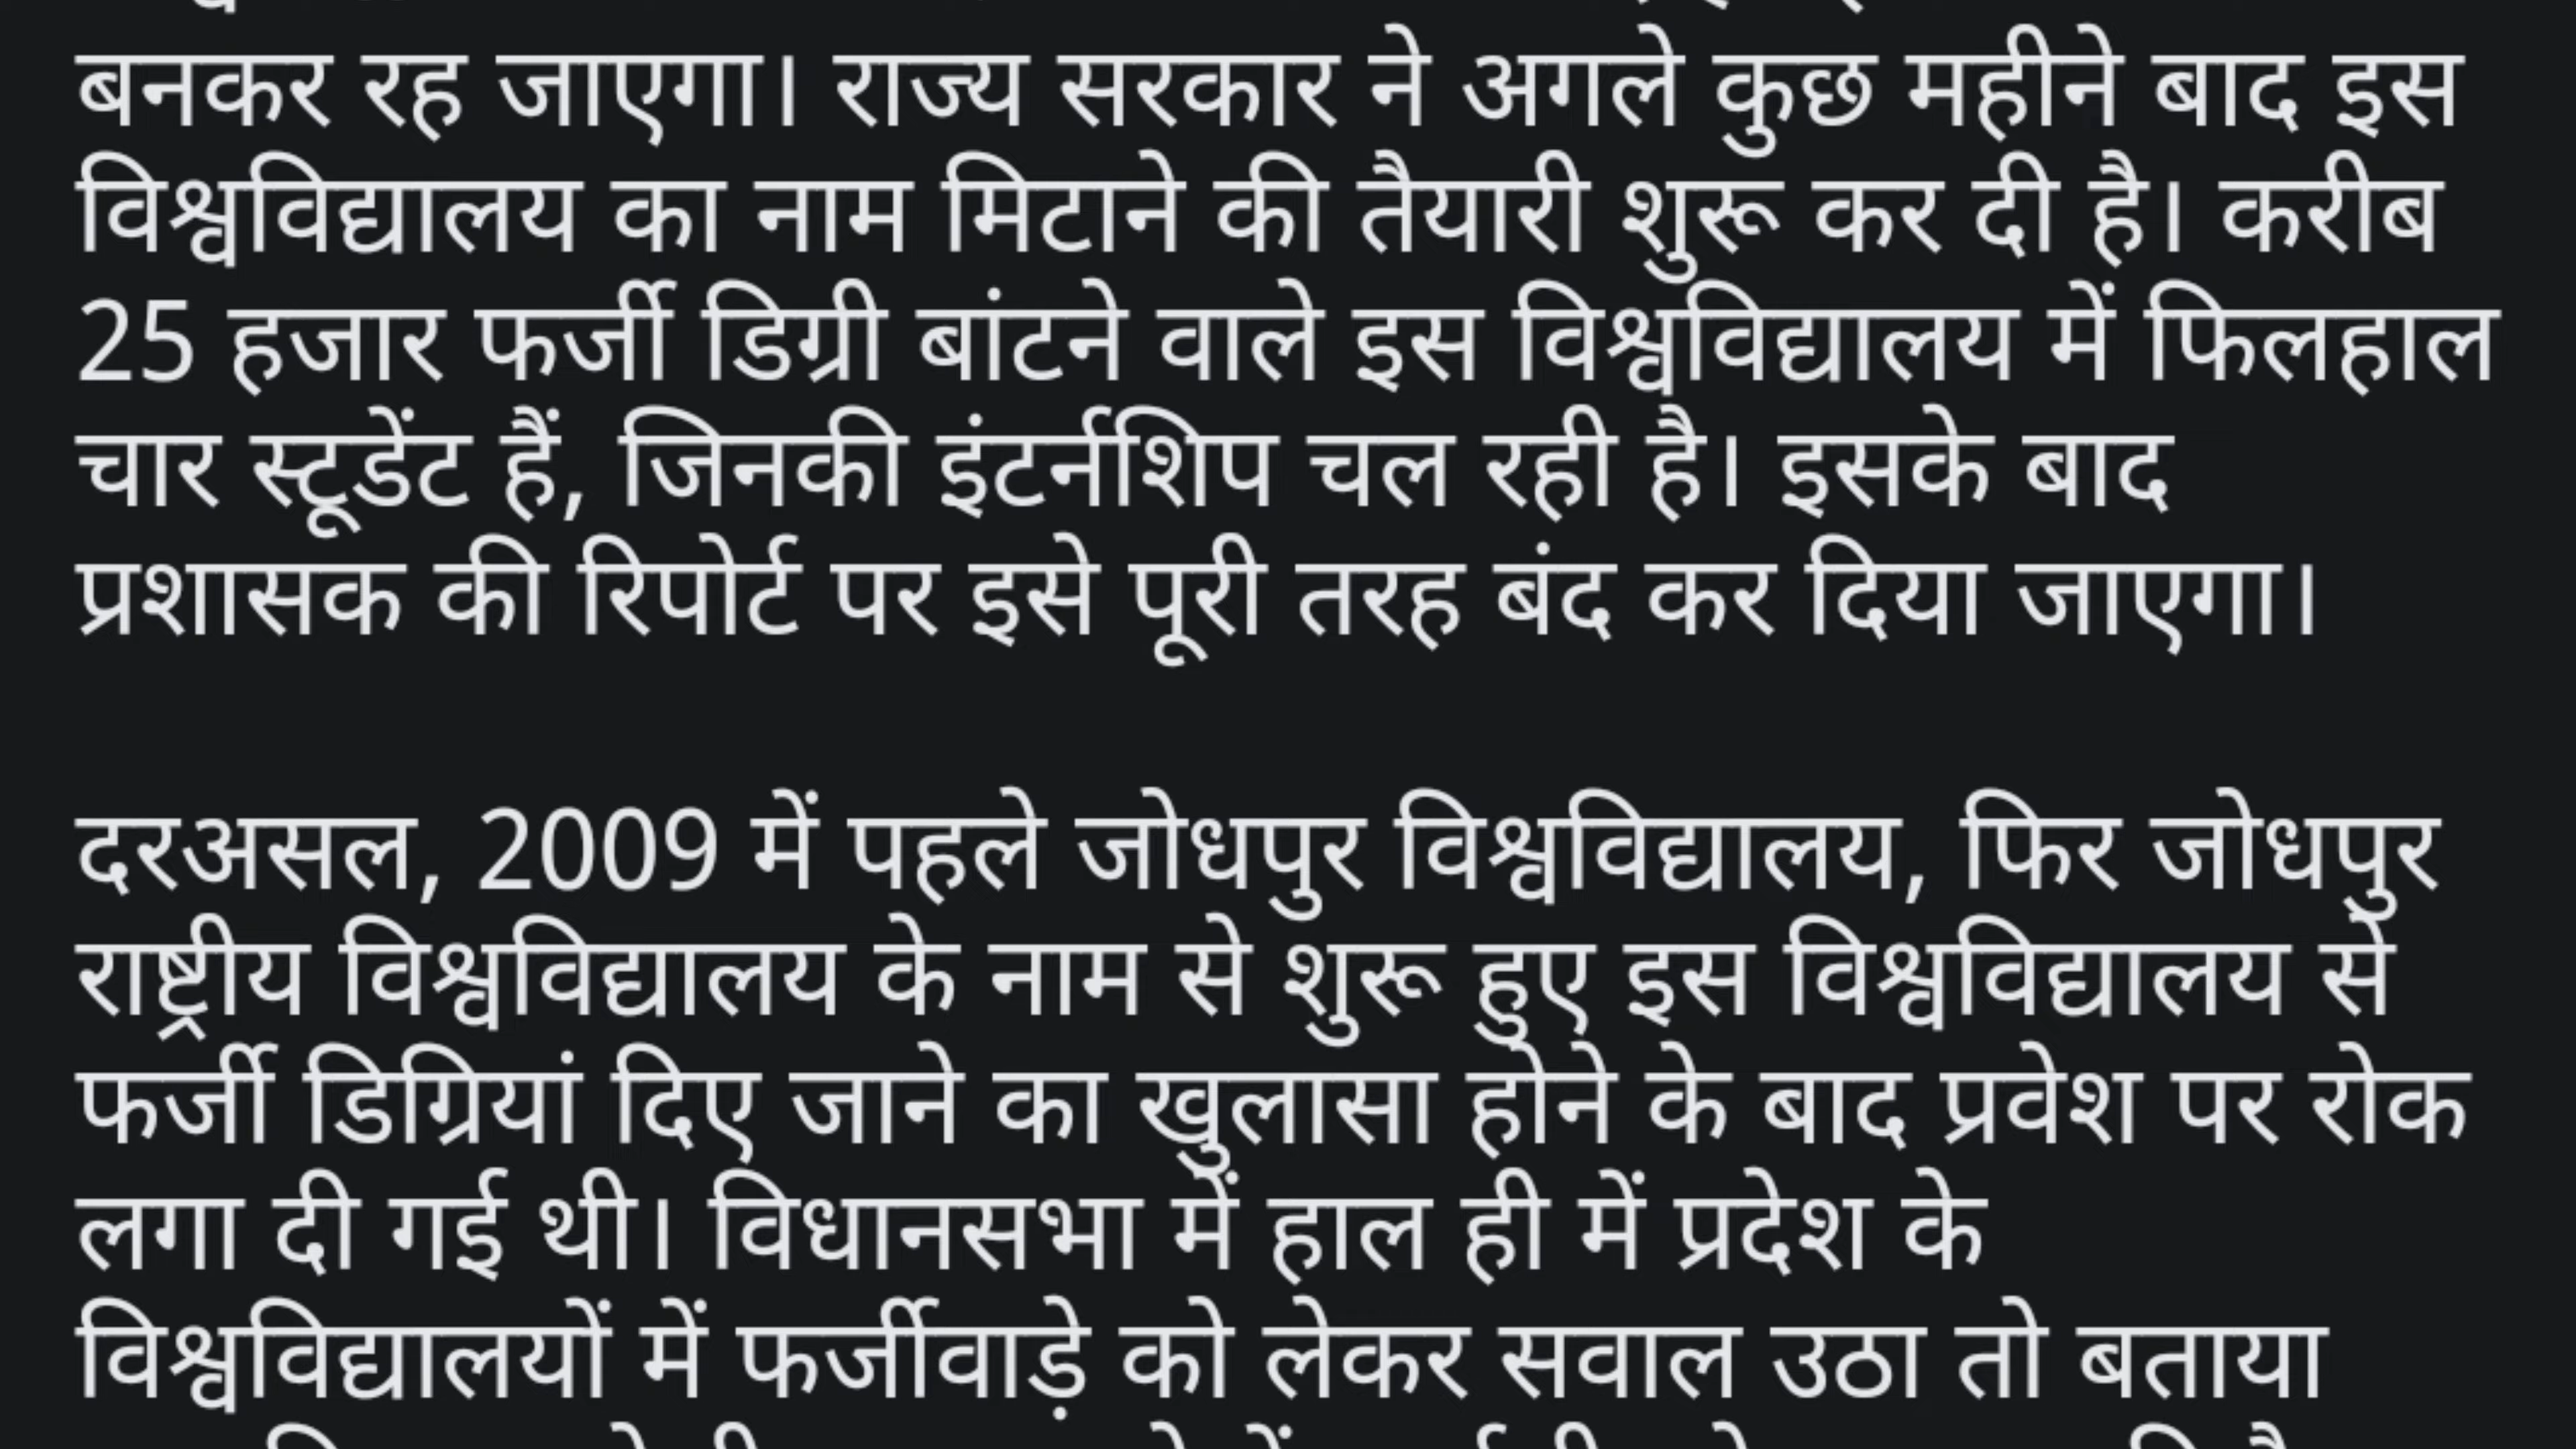 बनकर रह जाएगा। राज्य सरकार ने अगले कुछ महीने बाद इस
विश्वविद्यालय का नाम मिटाने की तैयारी शुरू कर दी है। करीब
25 हजार फर्जी डिग्री बांटने वाले इस विश्वविद्यालय में फिलहाल
चार स्टूडेंट हैं, जिनकी इंटर्नशिप चल रही है। इसके बाद
प्रशासक की रिपोर्ट पर इसे पूरी तरह बंद कर दिया जाएगा।
दरअसल, 2009 में पहले जोधपुर विश्वविद्यालय, फिर जोधपुर
राष्ट्रीय विश्वविद्यालय के नाम से शुरू हुए इस विश्वविद्यालय से
फर्जी डिग्रियां दिए जाने का खुलासा होने के बाद प्रवेश पर रोक
लगा दी गई थी। विधानसभा में हाल ही में प्रदेश के
विश्वविद्यालयों में फर्जीवाड़े को लेकर सवाल उठा तो बताया